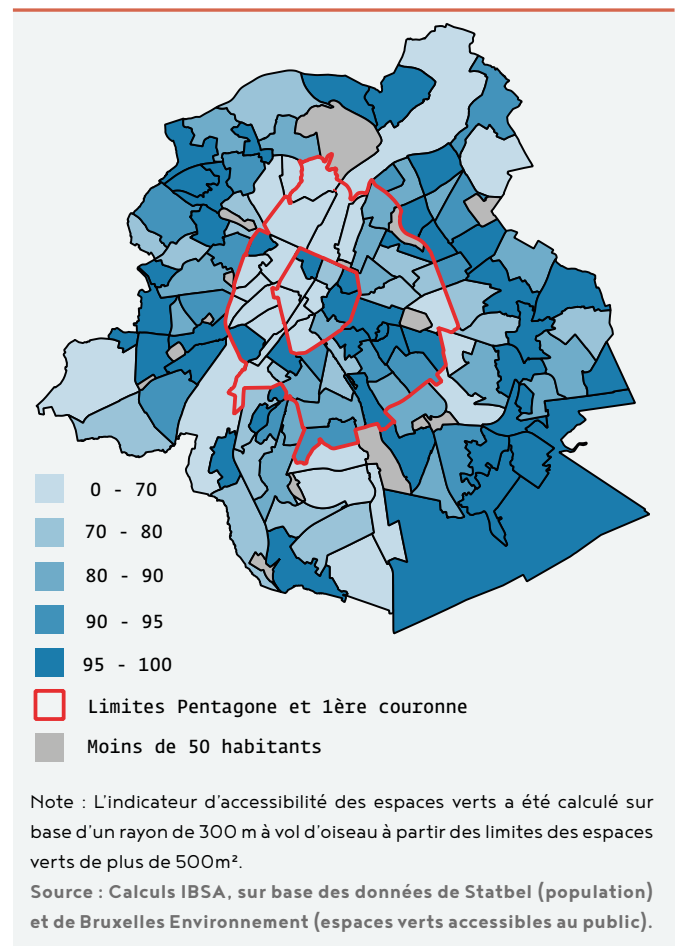 0 - 70
70 - 80
80 - 90
90 - 95
95 - 100
Limites Pentagone et 1ère couronne
Moins de 50 habitants
Note : L'indicateur d'accessibilité des espaces verts a été calculé sur
base d'un rayon de 300 m à vol d'oiseau à partir des limites des espaces
verts de plus de 500m².
Source : Calculs IBSA, sur base des données de Statbel (population)
et de Bruxelles Environnement (espaces verts accessibles au public).